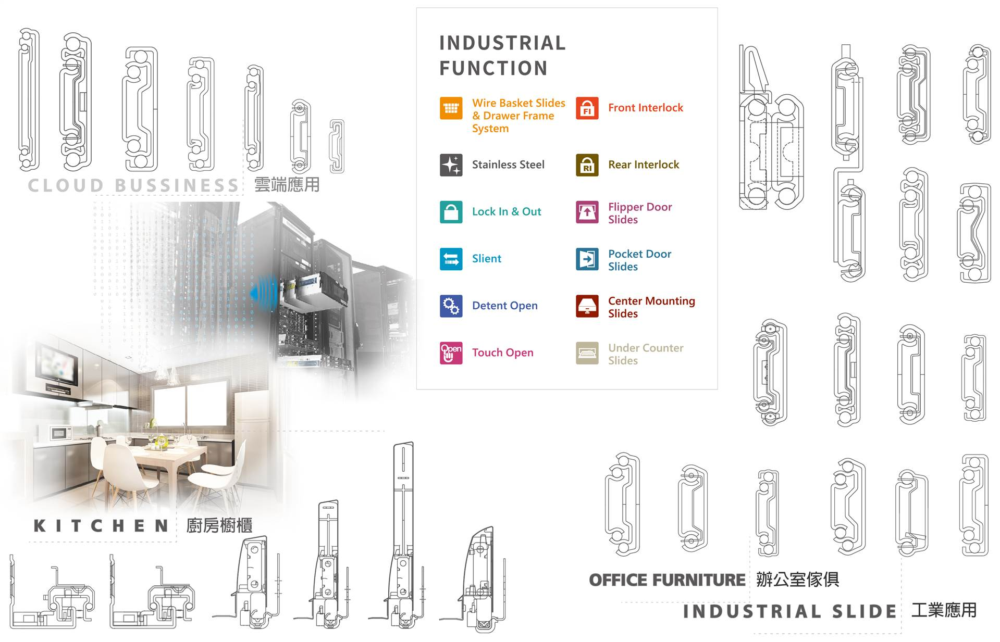 INDUSTRIAL
FUNCTION
Wire Basket Slides
& Drawer Frame
System
FI
Front Interlock
Stainless Steel
RI
Rear Interlock
Lock In & Out
Flipper Door
Slides
Slient
Pocket Door
Slides
Detent Open
Center Mounting
Slides
Open
Touch Open
Under Counter
Slides
CLOUD BUSSINESS 雲端應用
KITCHEN 廚房櫥櫃
OFFICE FURNITURE 辦公室傢俱
INDUSTRIAL SLIDE 工業應用